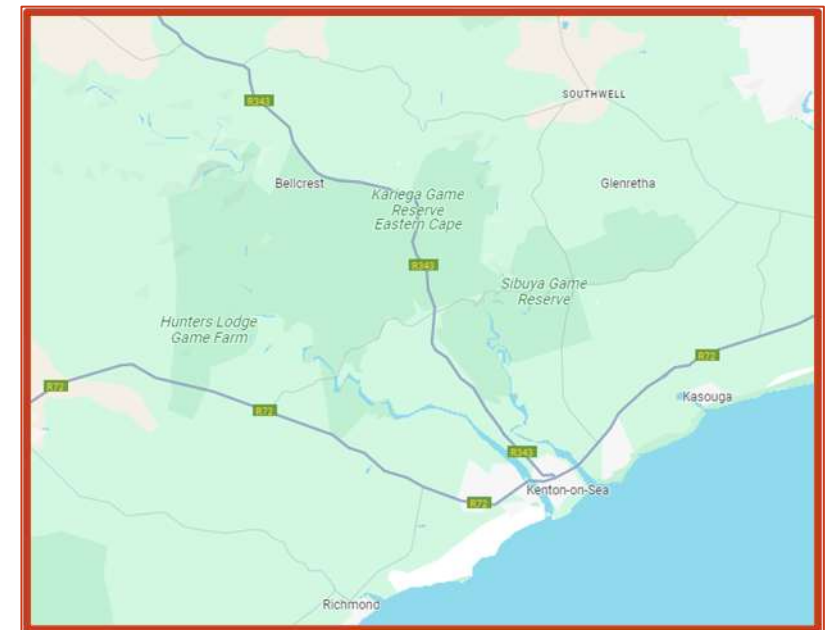 SOUTHWELL
R343
Bellcrest
Glenretha
Kariega Game
Reserve
Eastern Cape
R343
Sibuya Game
Reserve
Hunters Lodge
Game Farm
R72
R72
Kasouga
R72
R343
Kenton-on-Sea
R72
Richmond